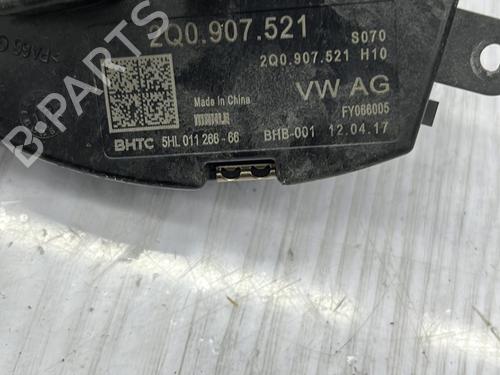 2Q0.907.521 S070
2Q0.907.521 H10
Made in China
VW AG
FY066005
BHTC 5HL 011 266-66 BHB-001 12.04.17
B-PARTS